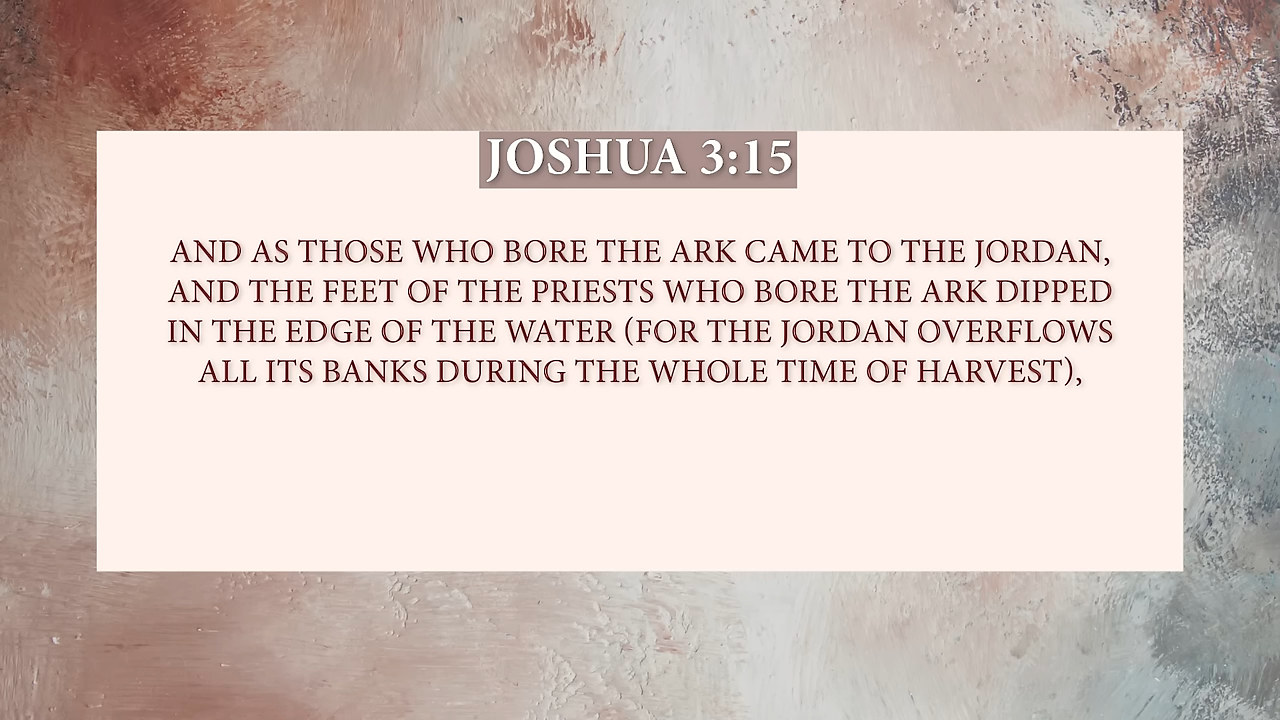 JOSHUA 3:15
AND AS THOSE WHO BORE THE ARK CAME TO THE JORDAN,
AND THE FEET OF THE PRIESTS WHO BORE THE ARK DIPPED
IN THE EDGE OF THE WATER (FOR THE JORDAN OVERFLOWS
ALL ITS BANKS DURING THE WHOLE TIME OF HARVEST),